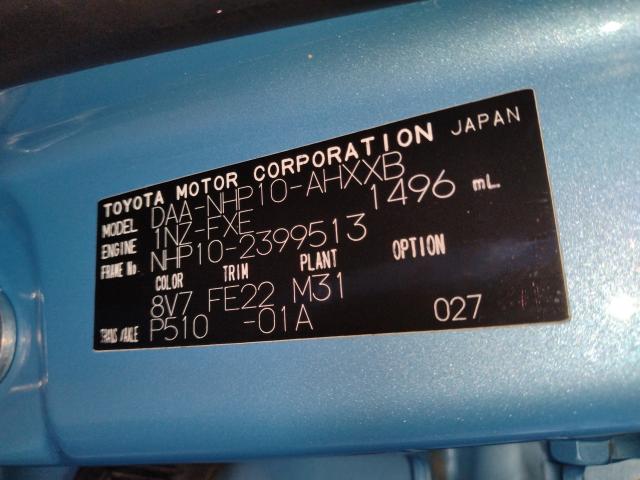 TOYOTA MOTOR CORPORATION JAPAN
MODEL DAA-NHP10-AHXXB
ENGINE 1NZ-FXE 1496 mL.
FRAME No. NHP10-2399513
COLOR TRIM PLANT OPTION
8V7 FE22 M31
TRANS/AXLE P510 -01A 027